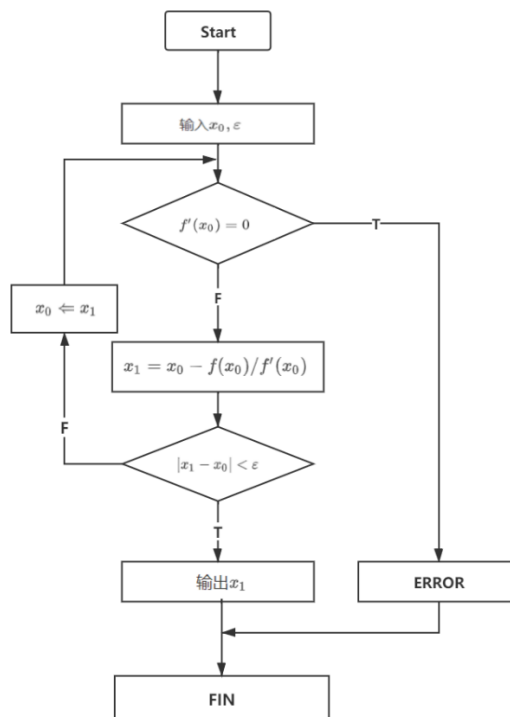 Start
输入x₀, ε
f′(x₀) = 0
T
F
x₀ ⇐ x₁
x₁ = x₀ − f(x₀)/f′(x₀)
F
|x₁ − x₀| < ε
T
输出x₁
ERROR
FIN